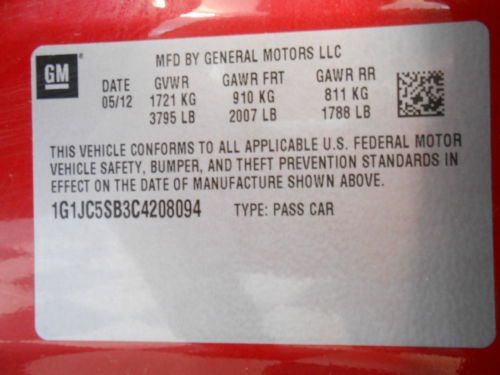 GM
MFD BY GENERAL MOTORS LLC
DATE GVWR GAWR FRT GAWR RR
05/12 1721 KG 910 KG 811 KG
3795 LB 2007 LB 1788 LB
THIS VEHICLE CONFORMS TO ALL APPLICABLE U.S. FEDERAL MOTOR
VEHICLE SAFETY, BUMPER, AND THEFT PREVENTION STANDARDS IN
EFFECT ON THE DATE OF MANUFACTURE SHOWN ABOVE.
1G1JC5SB3C4208094 TYPE: PASS CAR